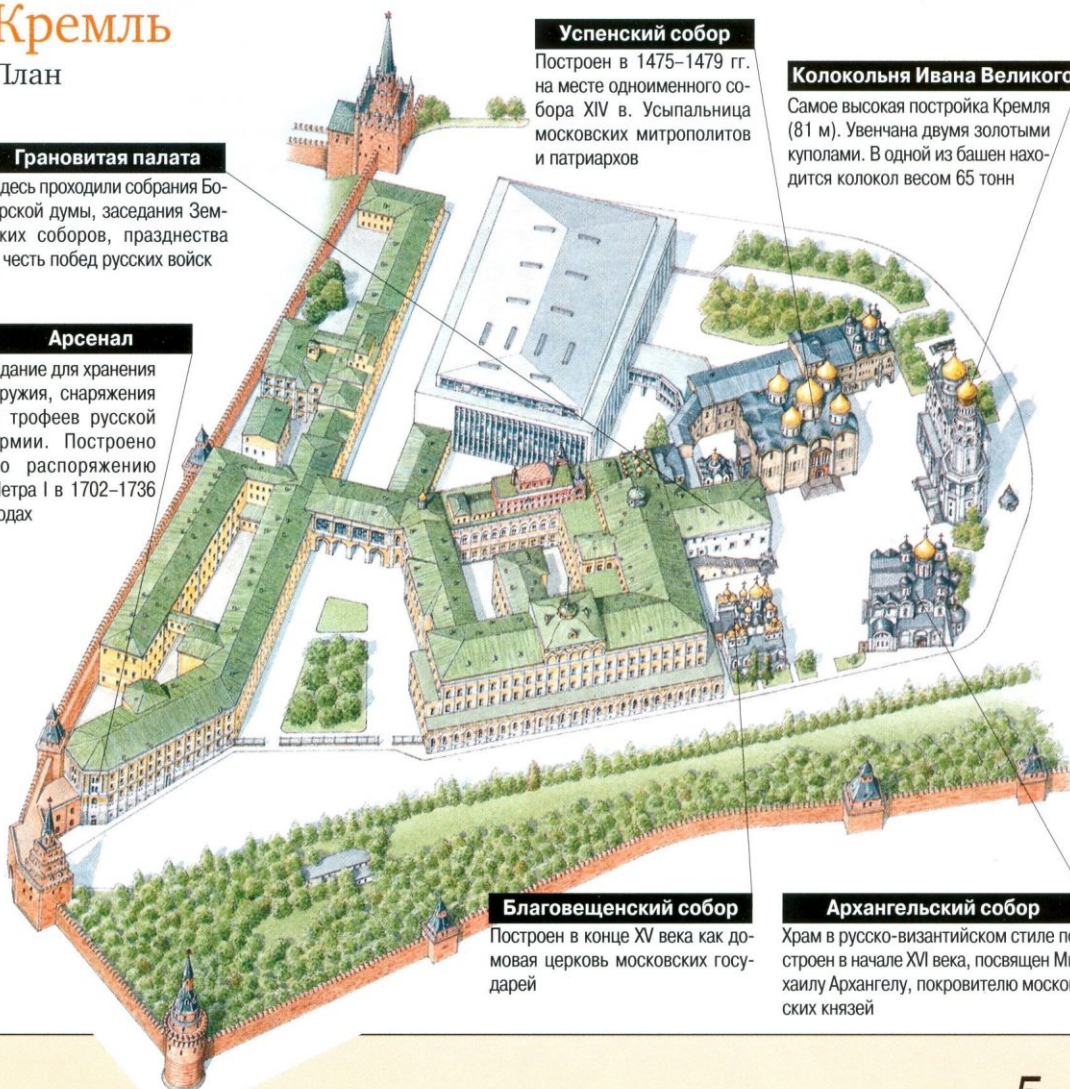 Кремль
План
Грановитая палата
десь проходили собрания Бо-
рской думы, заседания Зем-
ких соборов, празднества
честь побед русских войск
Арсенал
дание для хранения
ружия, снаряжения
трофеев русской
рмии. Построено
о распоряжению
Петра I в 1702–1736
одах
Успенский собор
Построен в 1475–1479 гг.
на месте одноименного со-
бора XIV в. Усыпальница
московских митрополитов
и патриархов
Колокольня Ивана Великого
Самое высокая постройка Кремля
(81 м). Увенчана двумя золотыми
куполами. В одной из башен нахо-
дится колокол весом 65 тонн
Благовещенский собор
Построен в конце XV века как до-
мовая церковь московских госу-
дарей
Архангельский собор
Храм в русско-византийском стиле по
строен в начале XVI века, посвящен Ми
хаилу Архангелу, покровителю москов
ских князей